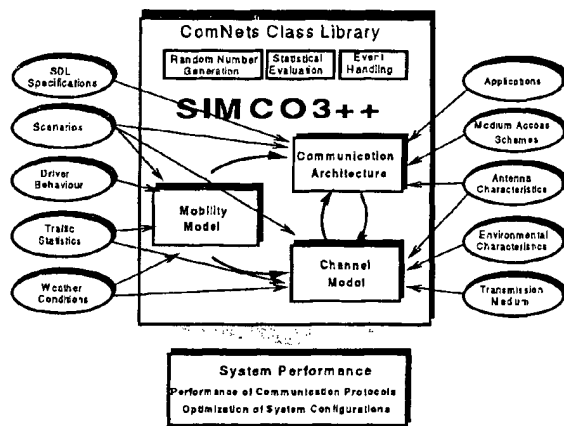 ComNets Class Library
Random Number
Generation
Statistical
Evaluation
Event
Handling
SIMCO3++
SDL
Specifications
Scenarios
Driver
Behaviour
Traffic
Statistics
Weather
Conditions
Mobility
Model
Communication
Architecture
Channel
Model
Applications
Medium Access
Schemes
Antenna
Characteristics
Environmental
Characteristics
Transmission
Medium
System Performance
Performance of Communication Protocols
Optimization of System Configurations